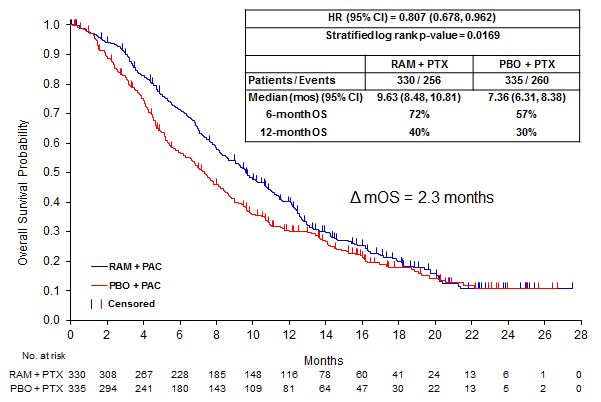 HR (95% CI) = 0.807 (0.678, 0.962)
Stratified log rank p-value = 0.0169
RAM + PTX PBO + PTX
Patients / Events 330 / 256 335 / 260
Median (mos) (95% CI) 9.63 (8.48, 10.81) 7.36 (6.31, 8.38)
6-month OS 72% 57%
12-month OS 40% 30%
Δ mOS = 2.3 months
Overall Survival Probability
1.0
0.9
0.8
0.7
0.6
0.5
0.4
0.3
0.2
0.1
0.0
RAM + PAC
PBO + PAC
Censored
0 2 4 6 8 10 12 14 16 18 20 22 24 26 28
Months
No. at risk
RAM + PTX 330 308 267 228 185 148 116 78 60 41 24 13 6 1 0
PBO + PTX 335 294 241 180 143 109 81 64 47 30 22 13 5 2 0